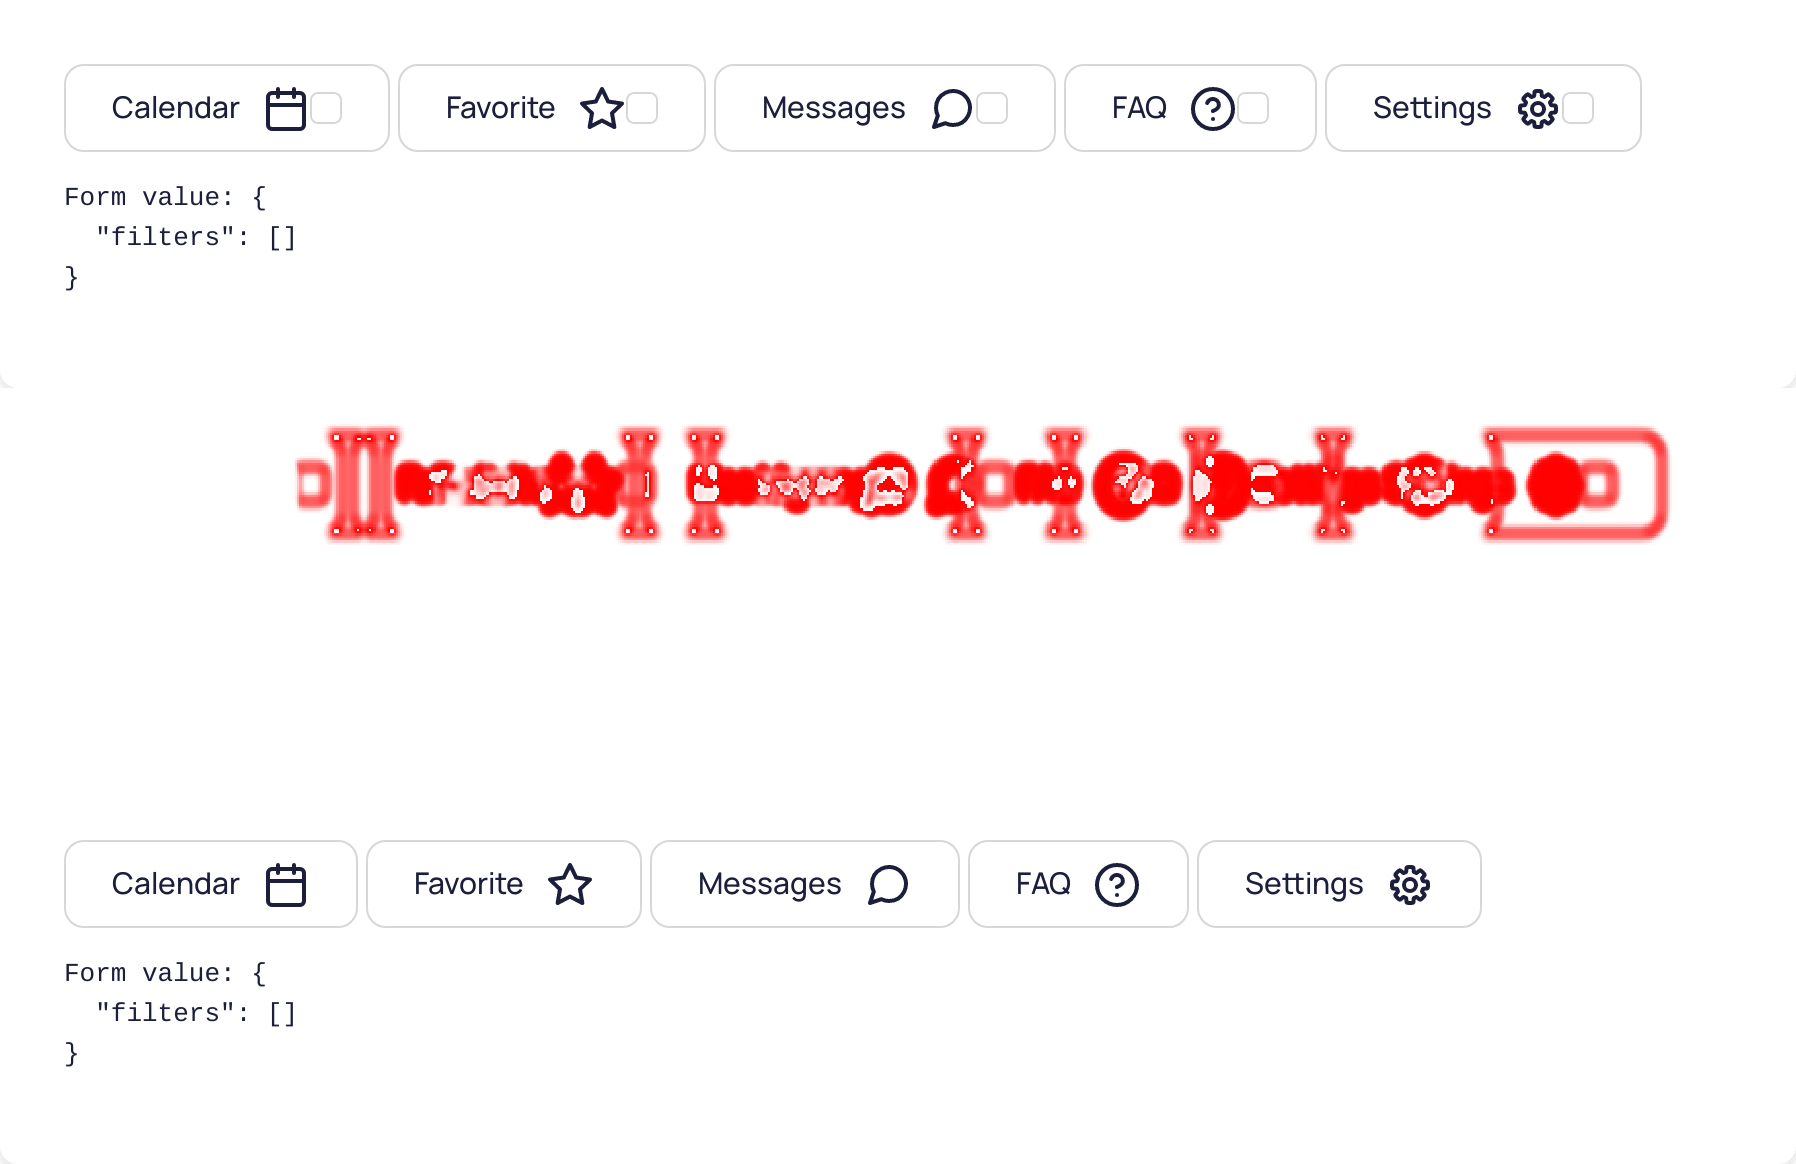 Calendar Favorite Messages FAQ Settings
Form value: {
  "filters": []
}
Calendar Favorite Messages FAQ Settings
Form value: {
  "filters": []
}